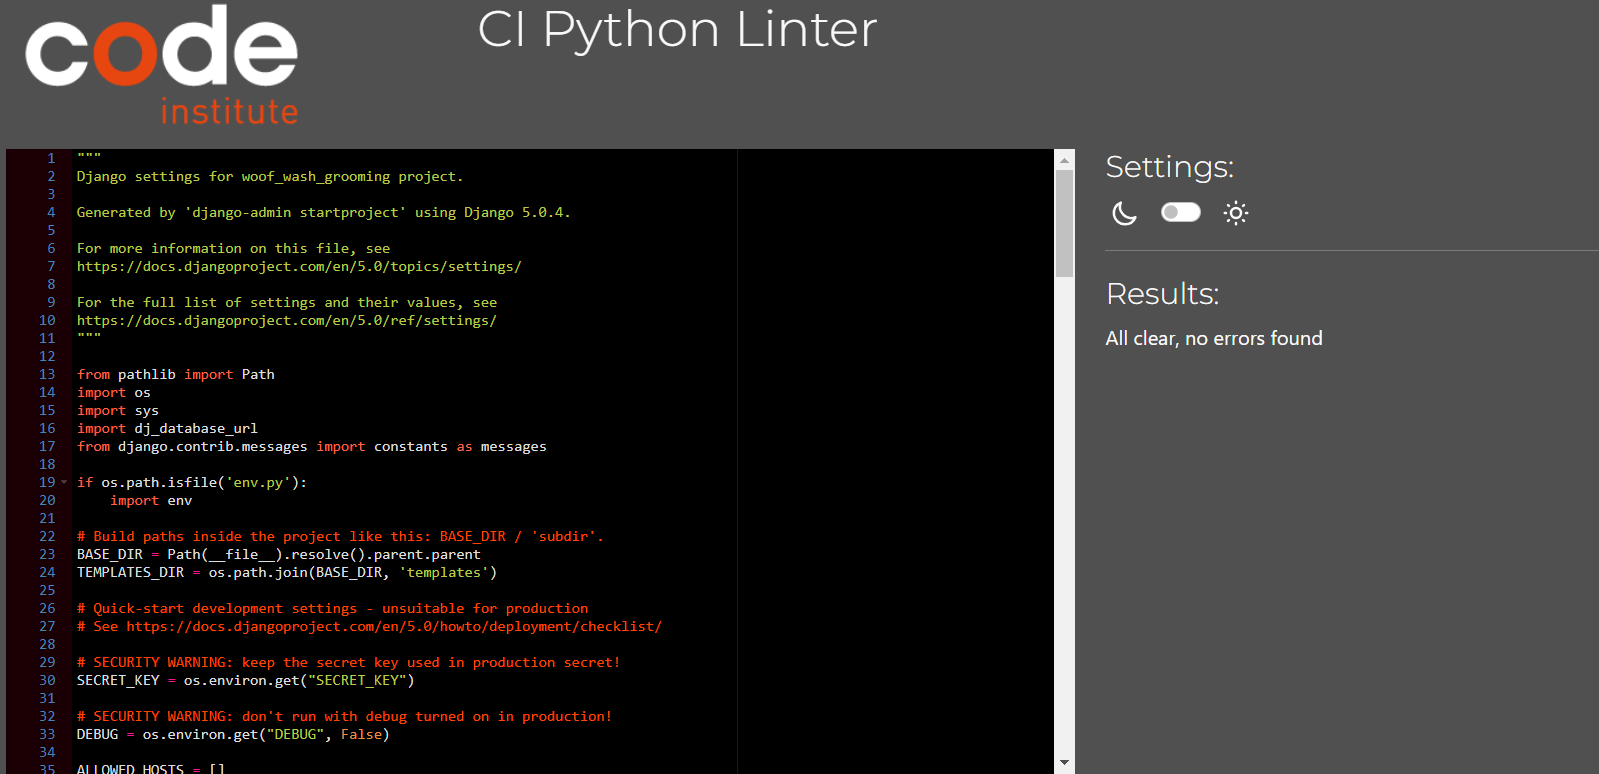 code
institute
CI Python Linter
1 """
2 Django settings for woof_wash_grooming project.
3
4 Generated by 'django-admin startproject' using Django 5.0.4.
5
6 For more information on this file, see
7 https://docs.djangoproject.com/en/5.0/topics/settings/
8
9 For the full list of settings and their values, see
10 https://docs.djangoproject.com/en/5.0/ref/settings/
11 """
12
13 from pathlib import Path
14 import os
15 import sys
16 import dj_database_url
17 from django.contrib.messages import constants as messages
18
19 if os.path.isfile('env.py'):
20     import env
21
22 # Build paths inside the project like this: BASE_DIR / 'subdir'.
23 BASE_DIR = Path(__file__).resolve().parent.parent
24 TEMPLATES_DIR = os.path.join(BASE_DIR, 'templates')
25
26 # Quick-start development settings - unsuitable for production
27 # See https://docs.djangoproject.com/en/5.0/howto/deployment/checklist/
28
29 # SECURITY WARNING: keep the secret key used in production secret!
30 SECRET_KEY = os.environ.get("SECRET_KEY")
31
32 # SECURITY WARNING: don't run with debug turned on in production!
33 DEBUG = os.environ.get("DEBUG", False)
34
35 ALLOWED_HOSTS = []
Settings:
Results:
All clear, no errors found